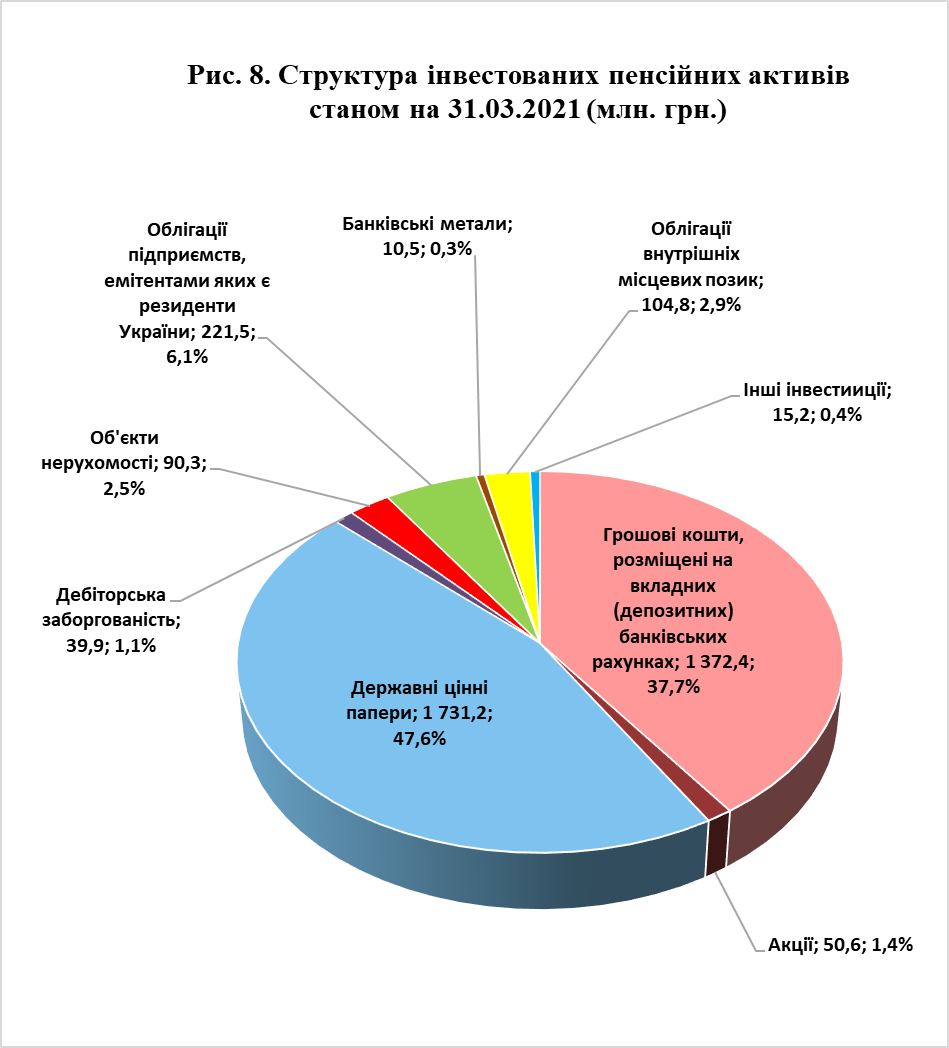 Рис. 8. Структура інвестованих пенсійних активів
станом на 31.03.2021 (млн. грн.)
Облігації
підприємств,
емітентами яких є
резиденти
України; 221,5;
6,1%
Банківські метали;
10,5; 0,3%
Облігації
внутрішніх
місцевих позик;
104,8; 2,9%
Інші інвестииції;
15,2; 0,4%
Об'єкти
нерухомості; 90,3;
2,5%
Грошові кошти,
розміщені на
вкладних
(депозитних)
банківських
рахунках; 1 372,4;
37,7%
Дебіторська
заборгованість;
39,9; 1,1%
Державні цінні
папери; 1 731,2;
47,6%
Акції; 50,6; 1,4%